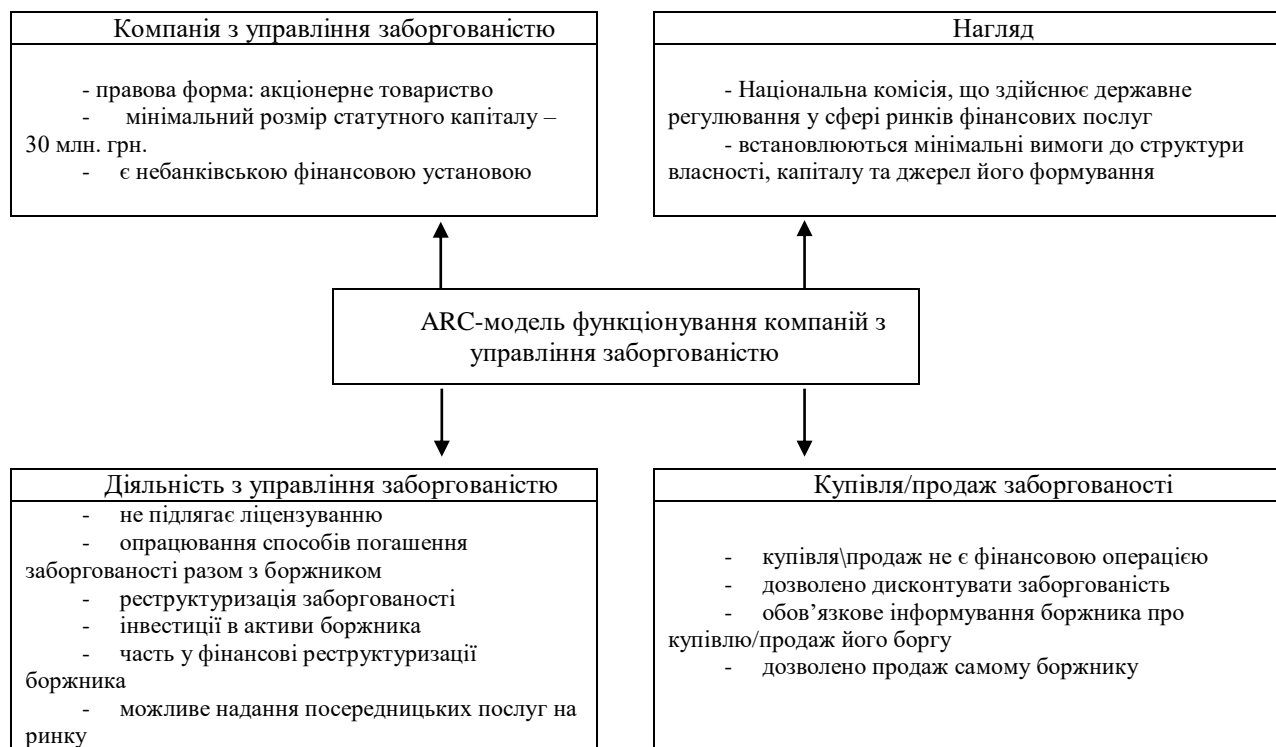 Компанія з управління заборгованістю
- правова форма: акціонерне товариство
- мінімальний розмір статутного капіталу –
30 млн. грн.
- є небанківською фінансовою установою
Нагляд
- Національна комісія, що здійснює державне
регулювання у сфері ринків фінансових послуг
- встановлюються мінімальні вимоги до структури
власності, капіталу та джерел його формування
ARC-модель функціонування компаній з
управління заборгованістю
Діяльність з управління заборгованістю
- не підлягає ліцензуванню
- опрацювання способів погашення
заборгованості разом з боржником
- реструктуризація заборгованості
- інвестиції в активи боржника
- часть у фінансові реструктуризації
боржника
- можливе надання посередницьких послуг на
ринку
Купівля/продаж заборгованості
- купівля\продаж не є фінансовою операцією
- дозволено дисконтувати заборгованість
- обов’язкове інформування боржника про
купівлю/продаж його боргу
- дозволено продаж самому боржнику